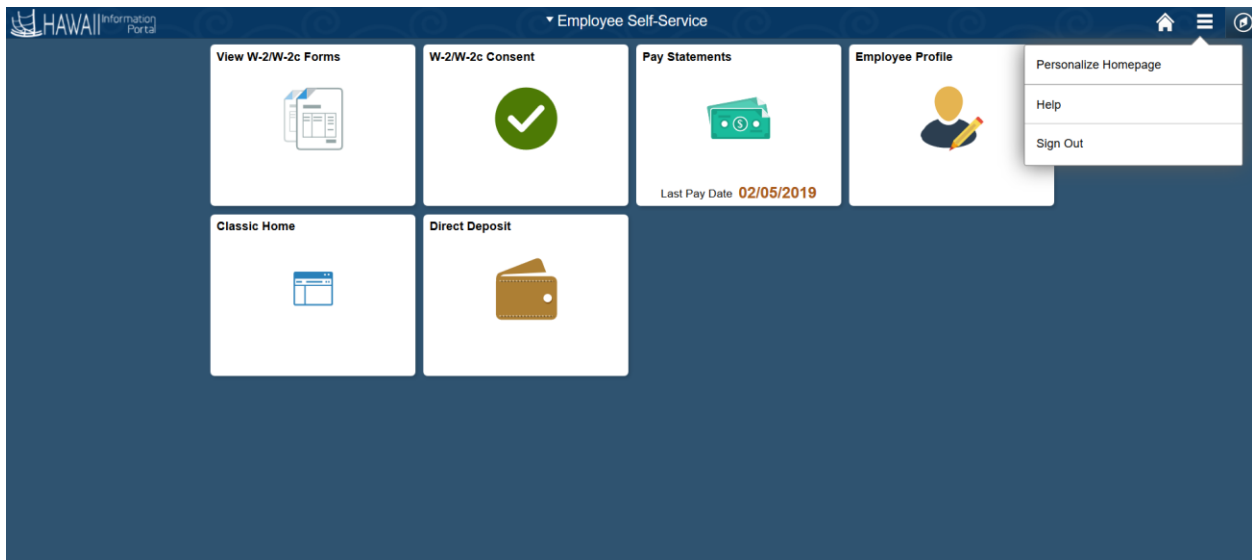 HAWAII Information
Portal
Employee Self-Service
View W-2/W-2c Forms
W-2/W-2c Consent
Pay Statements
Employee Profile
Personalize Homepage
Help
Sign Out
Last Pay Date 02/05/2019
Classic Home
Direct Deposit